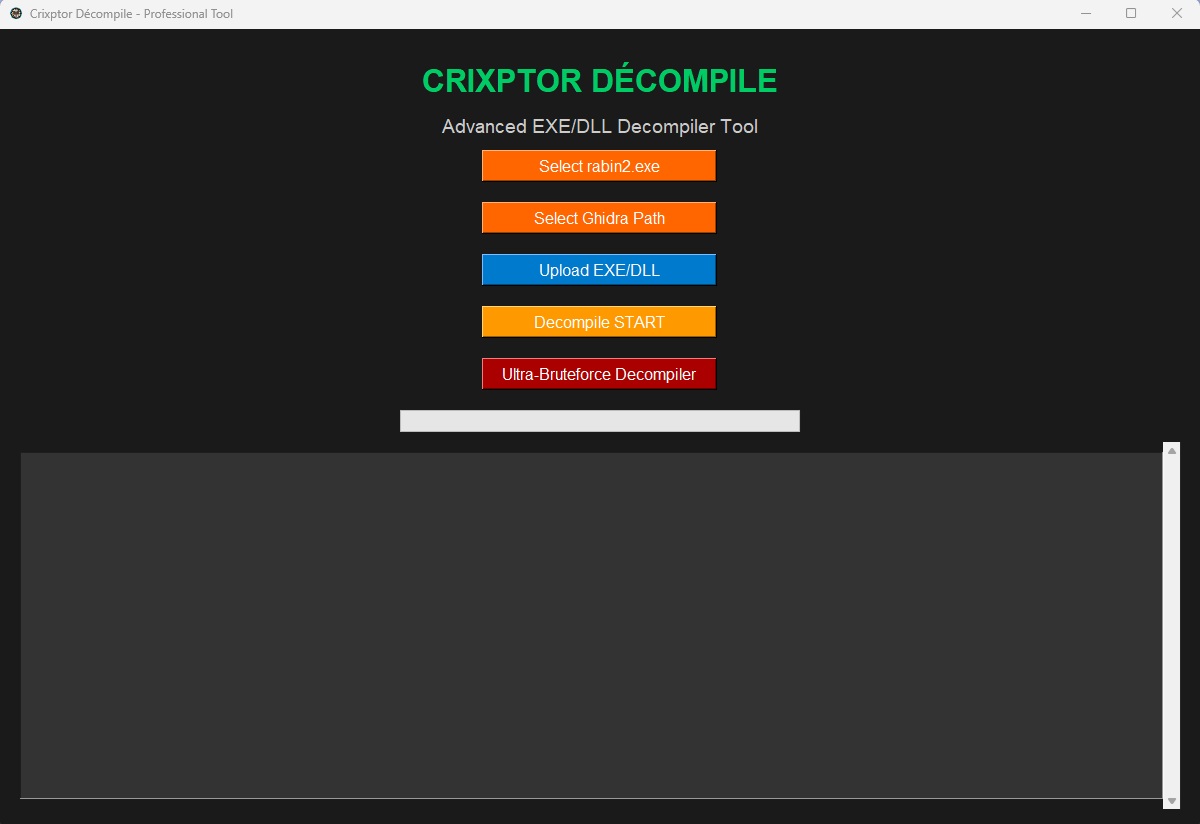 Crixptor Décompile - Professional Tool
CRIXPTOR DÉCOMPILE
Advanced EXE/DLL Decompiler Tool
Select rabin2.exe
Select Ghidra Path
Upload EXE/DLL
Decompile START
Ultra-Bruteforce Decompiler